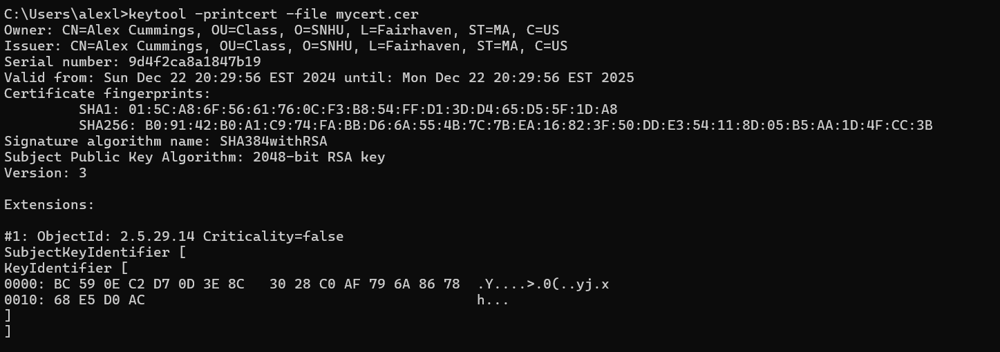 C:\Users\alexl>keytool -printcert -file mycert.cer
Owner: CN=Alex Cummings, OU=Class, O=SNHU, L=Fairhaven, ST=MA, C=US
Issuer: CN=Alex Cummings, OU=Class, O=SNHU, L=Fairhaven, ST=MA, C=US
Serial number: 9d4f2ca8a1847b19
Valid from: Sun Dec 22 20:29:56 EST 2024 until: Mon Dec 22 20:29:56 EST 2025
Certificate fingerprints:
         SHA1: 01:5C:A8:6F:56:61:76:0C:F3:B8:54:FF:D1:3D:D4:65:D5:5F:1D:A8
         SHA256: B0:91:42:B0:A1:C9:74:FA:BB:D6:6A:55:4B:7C:7B:EA:16:82:3F:50:DD:E3:54:11:8D:05:B5:AA:1D:4F:CC:3B
Signature algorithm name: SHA384withRSA
Subject Public Key Algorithm: 2048-bit RSA key
Version: 3

Extensions:

#1: ObjectId: 2.5.29.14 Criticality=false
SubjectKeyIdentifier [
KeyIdentifier [
0000: BC 59 0E C2 D7 0D 3E 8C   30 28 C0 AF 79 6A 86 78  .Y....>.0(..yj.x
0010: 68 E5 D0 AC                                        h...
]
]